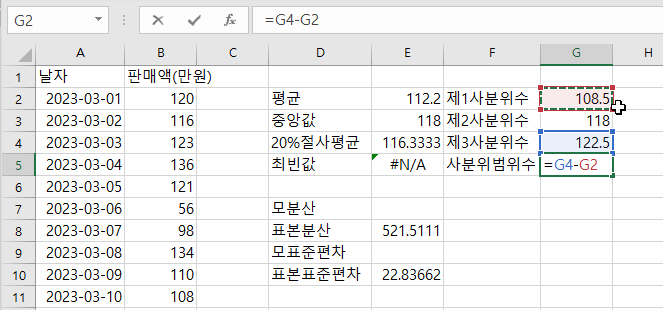 G2 =G4-G2
A B C D E F G H
1 날자 판매액(만원)
2 2023-03-01 120 평균 112.2 제1사분위수 108.5
3 2023-03-02 116 중앙값 118 제2사분위수 118
4 2023-03-03 123 20%절사평균 116.3333 제3사분위수 122.5
5 2023-03-04 136 최빈값 #N/A 사분위범위수 =G4-G2
6 2023-03-05 121
7 2023-03-06 56 모분산
8 2023-03-07 98 표본분산 521.5111
9 2023-03-08 134 모표준편차
10 2023-03-09 110 표본표준편차 22.83662
11 2023-03-10 108